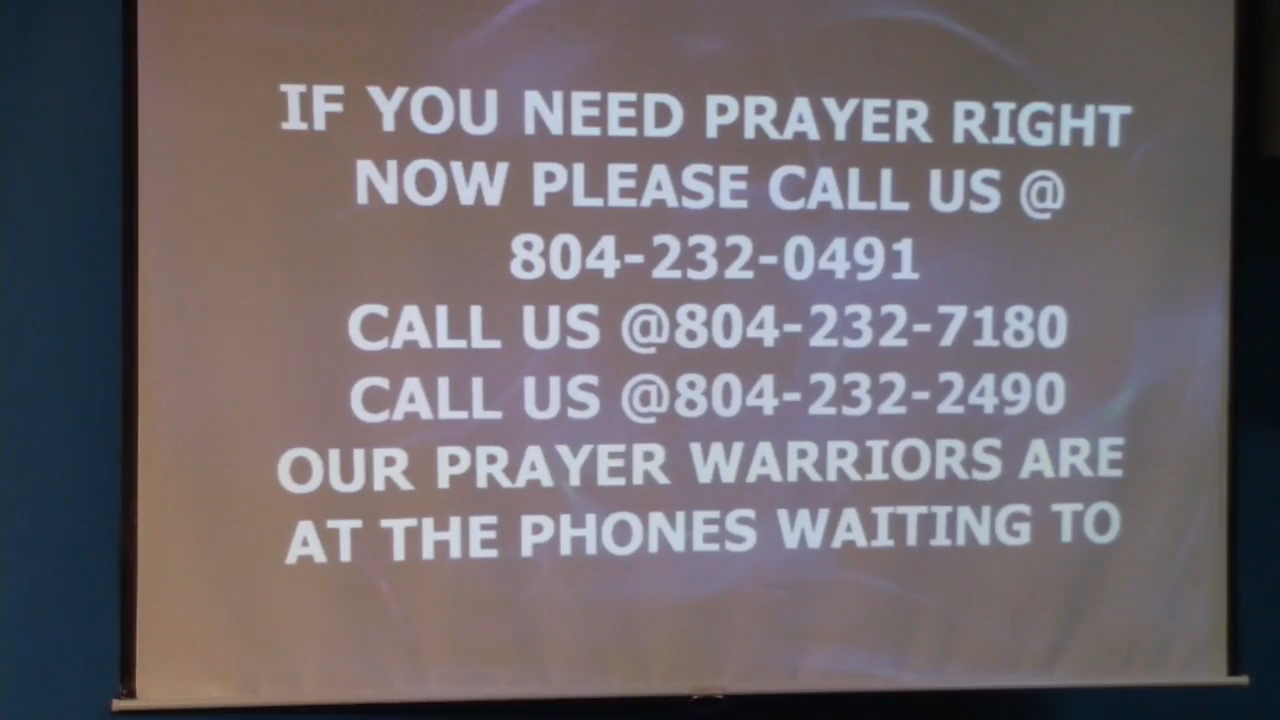 IF YOU NEED PRAYER RIGHT
NOW PLEASE CALL US @
804-232-0491
CALL US @804-232-7180
CALL US @804-232-2490
OUR PRAYER WARRIORS ARE
AT THE PHONES WAITING TO